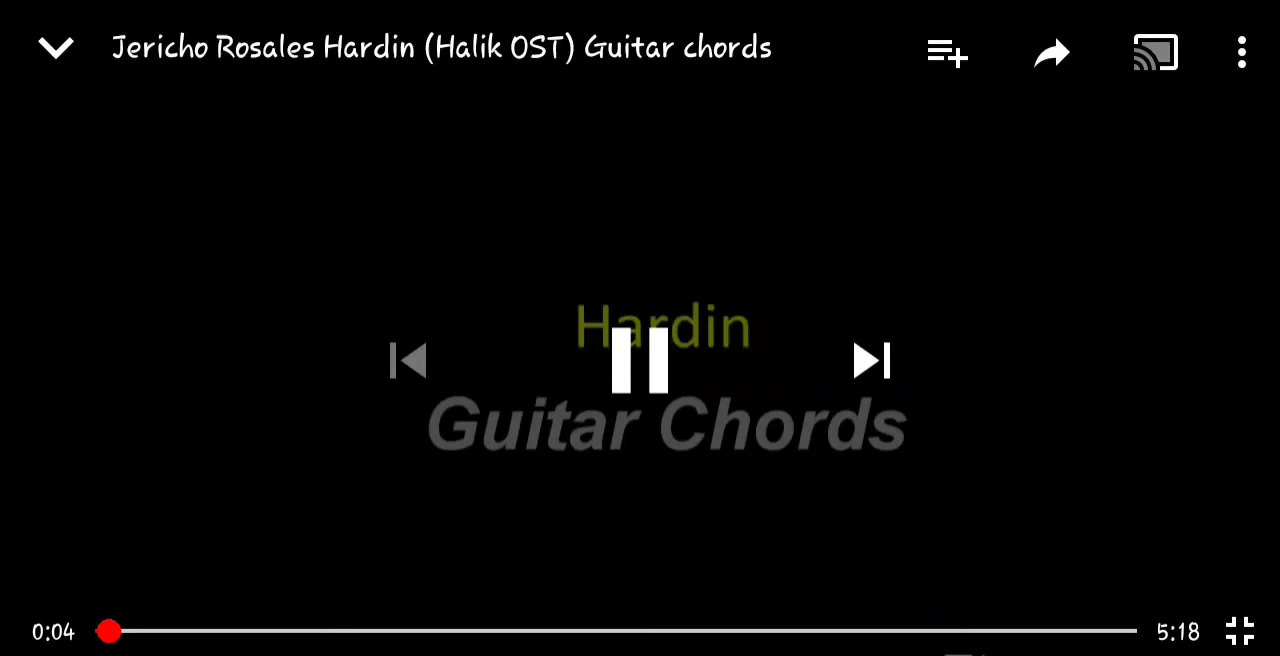 Jericho Rosales Hardin (Halik OST) Guitar chords
Hardin
Guitar Chords
0:04
5:18